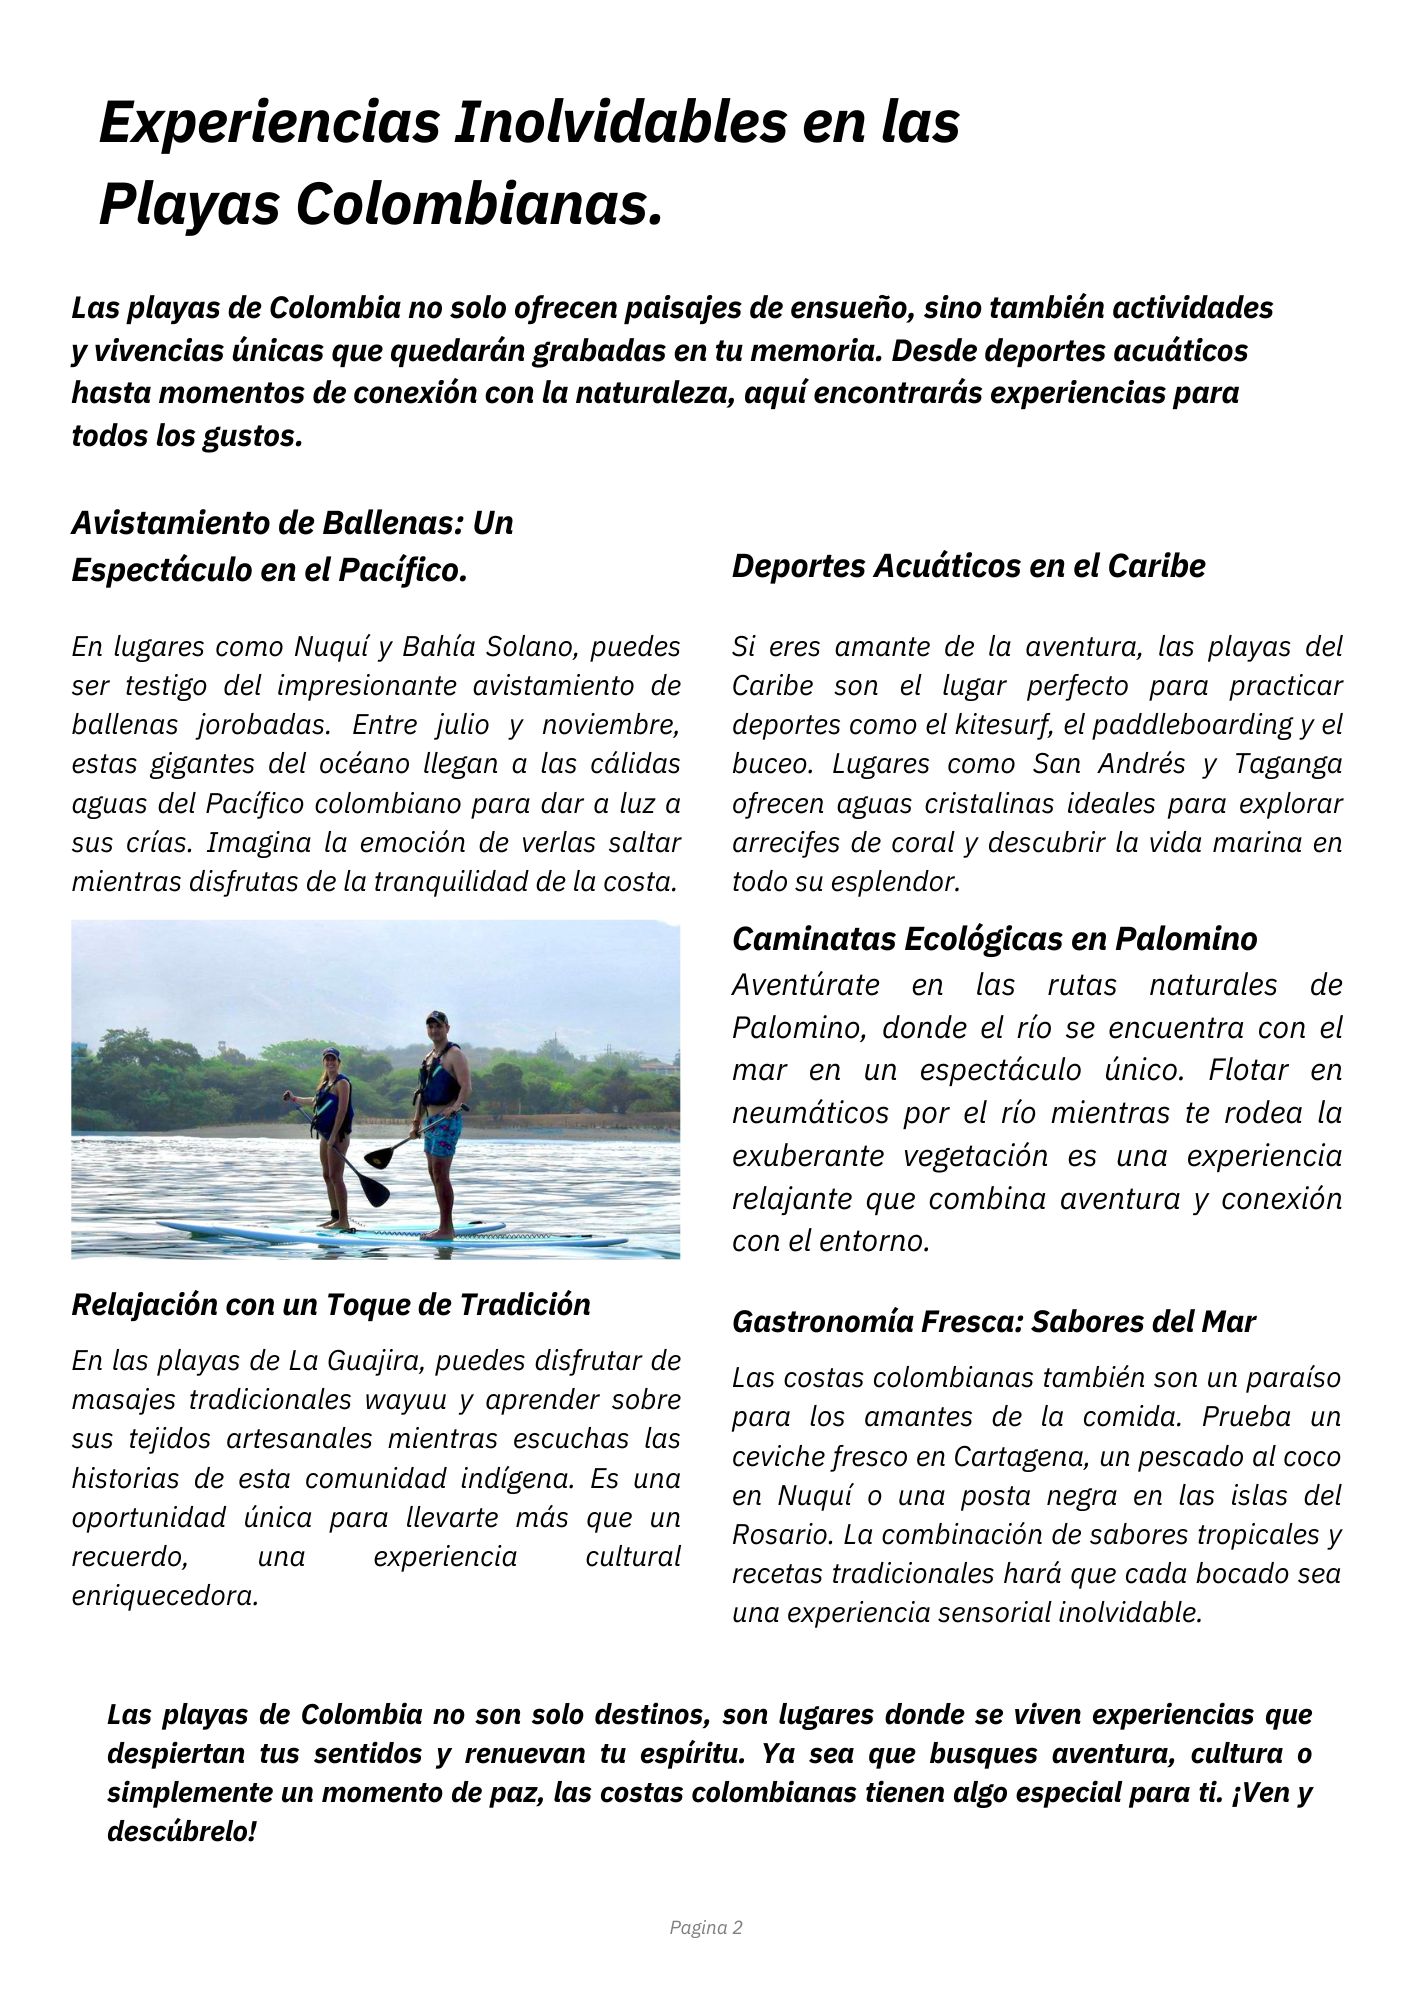 Experiencias Inolvidables en las
Playas Colombianas.
Las playas de Colombia no solo ofrecen paisajes de ensueño, sino también actividades
y vivencias únicas que quedarán grabadas en tu memoria. Desde deportes acuáticos
hasta momentos de conexión con la naturaleza, aquí encontrarás experiencias para
todos los gustos.
Avistamiento de Ballenas: Un
Espectáculo en el Pacífico.
En lugares como Nuquí y Bahía Solano, puedes
ser testigo del impresionante avistamiento de
ballenas jorobadas. Entre julio y noviembre,
estas gigantes del océano llegan a las cálidas
aguas del Pacífico colombiano para dar a luz a
sus crías. Imagina la emoción de verlas saltar
mientras disfrutas de la tranquilidad de la costa.
Relajación con un Toque de Tradición
En las playas de La Guajira, puedes disfrutar de
masajes tradicionales wayuu y aprender sobre
sus tejidos artesanales mientras escuchas las
historias de esta comunidad indígena. Es una
oportunidad única para llevarte más que un
recuerdo, una experiencia cultural
enriquecedora.
Deportes Acuáticos en el Caribe
Si eres amante de la aventura, las playas del
Caribe son el lugar perfecto para practicar
deportes como el kitesurf, el paddleboarding y el
buceo. Lugares como San Andrés y Taganga
ofrecen aguas cristalinas ideales para explorar
arrecifes de coral y descubrir la vida marina en
todo su esplendor.
Caminatas Ecológicas en Palomino
Aventúrate en las rutas naturales de
Palomino, donde el río se encuentra con el
mar en un espectáculo único. Flotar en
neumáticos por el río mientras te rodea la
exuberante vegetación es una experiencia
relajante que combina aventura y conexión
con el entorno.
Gastronomía Fresca: Sabores del Mar
Las costas colombianas también son un paraíso
para los amantes de la comida. Prueba un
ceviche fresco en Cartagena, un pescado al coco
en Nuquí o una posta negra en las islas del
Rosario. La combinación de sabores tropicales y
recetas tradicionales hará que cada bocado sea
una experiencia sensorial inolvidable.
Las playas de Colombia no son solo destinos, son lugares donde se viven experiencias que
despiertan tus sentidos y renuevan tu espíritu. Ya sea que busques aventura, cultura o
simplemente un momento de paz, las costas colombianas tienen algo especial para ti. ¡Ven y
descúbrelo!
Pagina 2